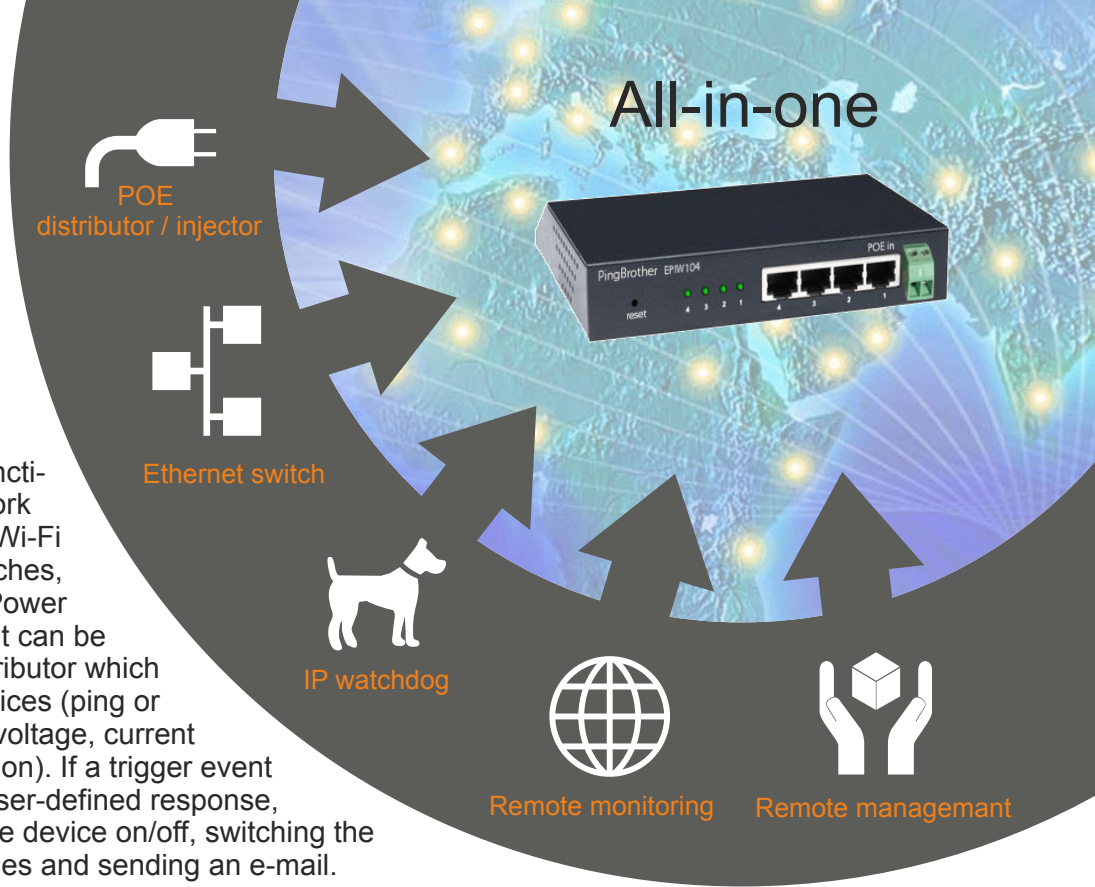 All-in-one
POE
distributor / injector
POE in
PingBrother EPIW104
reset
4 3 2 1
4 3 2 1
Ethernet switch
IP watchdog
Remote monitoring
Remote managemant
ncti-
ork
Wi-Fi
ches,
Power
t can be
ributor which
ices (ping or
voltage, current
on). If a trigger event
ser-defined response,
e device on/off, switching the
es and sending an e-mail.